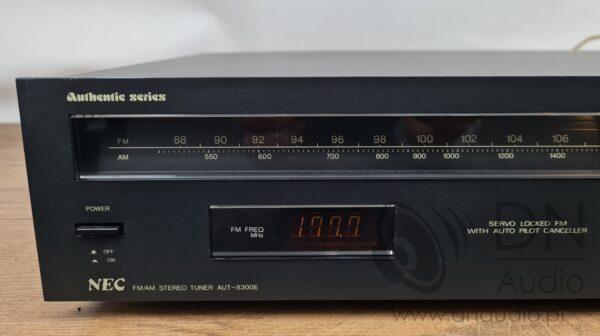 Authentic series
FM 88 90 92 94 96 98 100 102 104 106
AM 550 600 700 800 900 1000 1200 1400
POWER
OFF
ON
FM FREQ
MHz
100.0
SERVO LOCKED FM
WITH AUTO PILOT CANCELLER
NEC FM/AM STEREO TUNER AUT-8300E
DN
Audio
www.dnaudio.pl